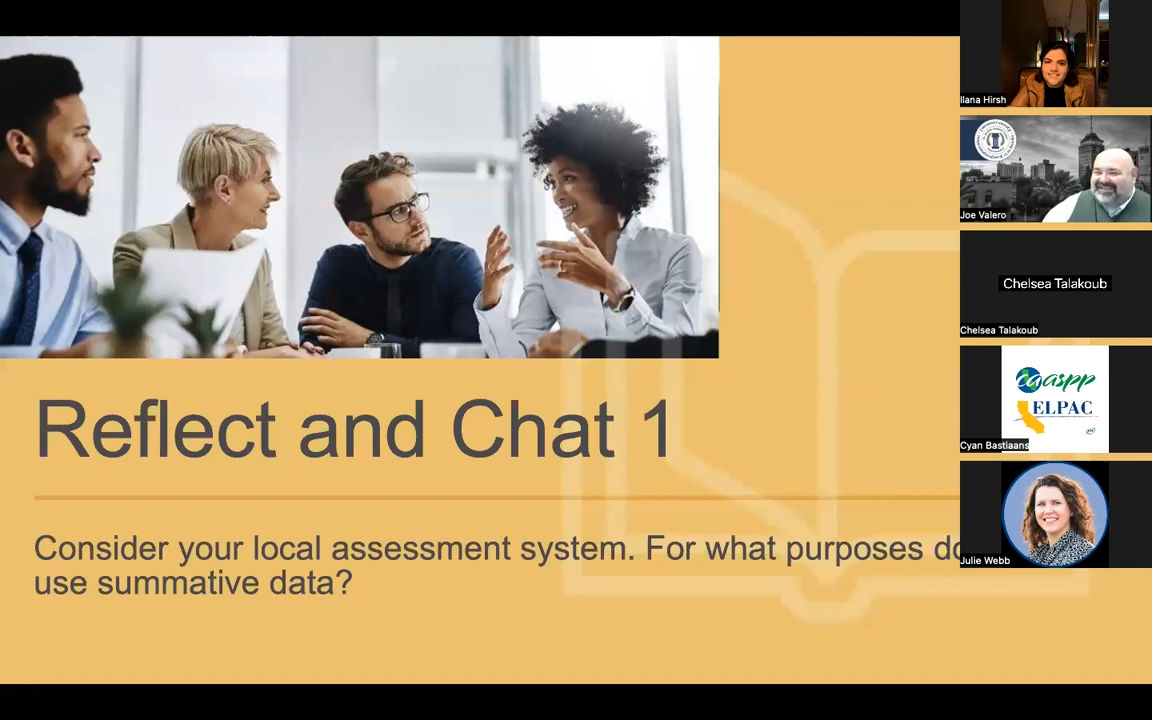 Reflect and Chat 1
Consider your local assessment system. For what purposes do
use summative data?
Ilana Hirsh
Joe Valero
Chelsea Talakoub
Chelsea Talakoub
caaspp
ELPAC
Cyan Bastiaans
Julie Webb